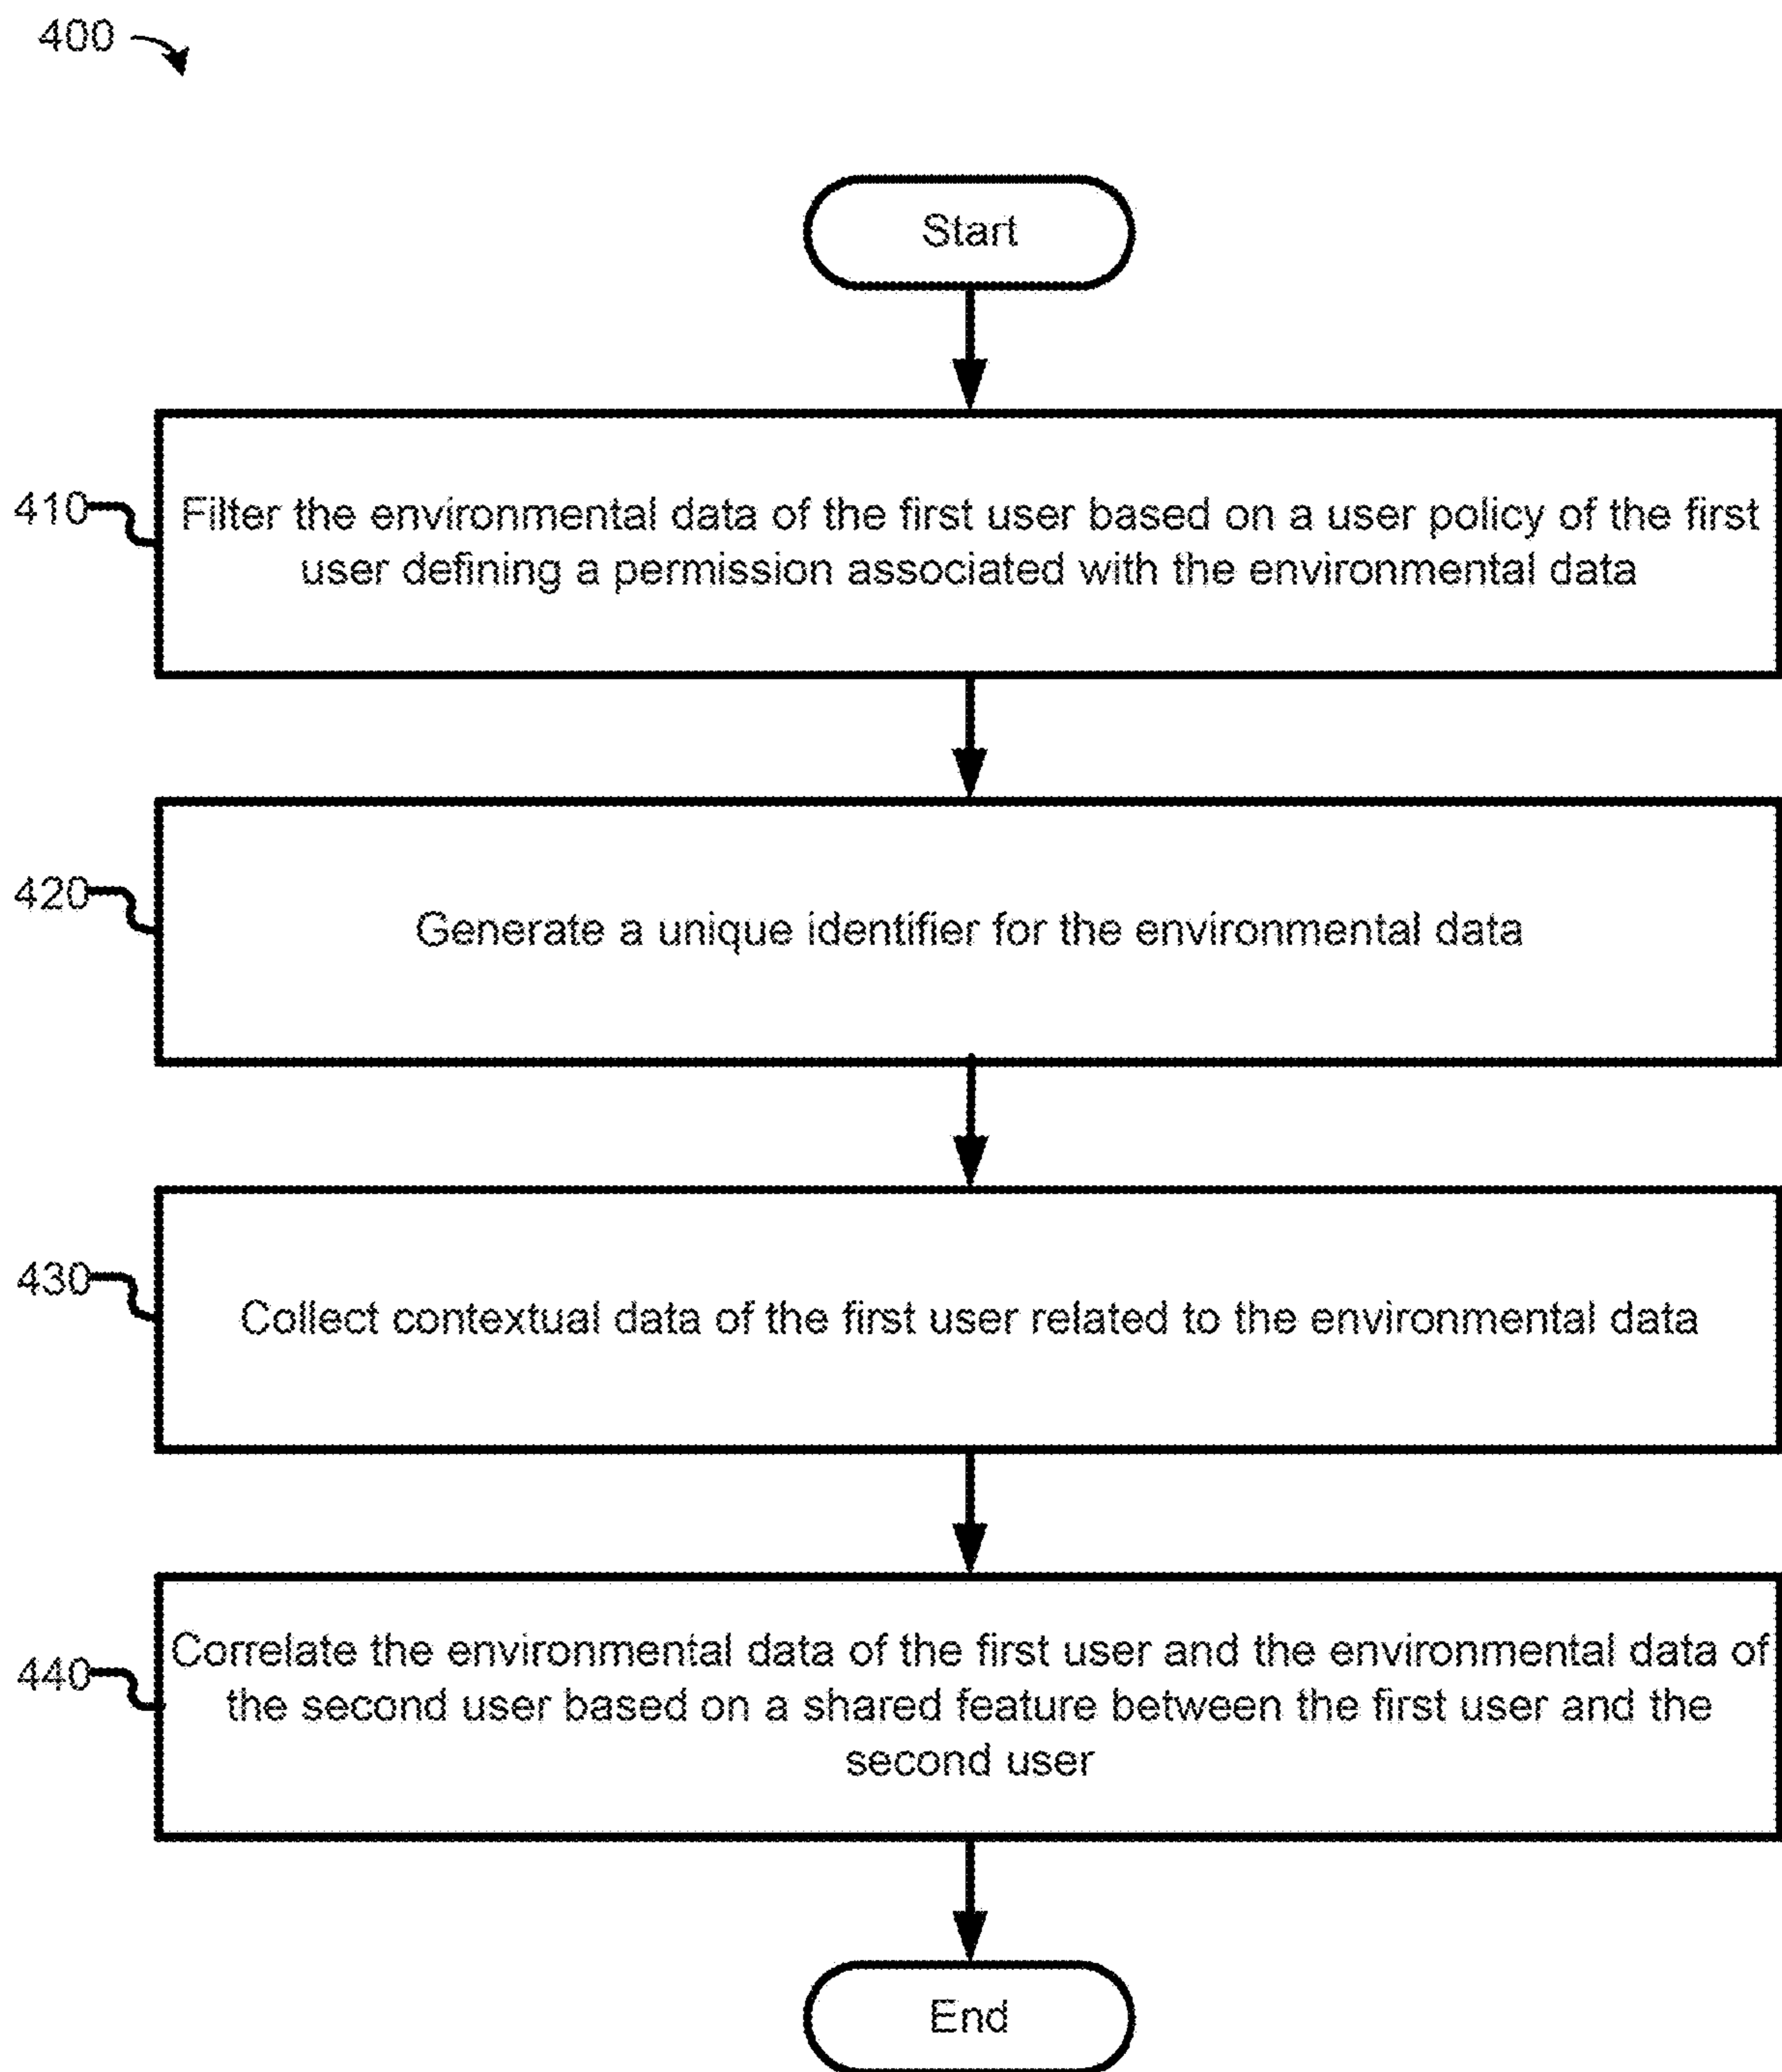 400
Start
410
Filter the environmental data of the first user based on a user policy of the first
user defining a permission associated with the environmental data
420
Generate a unique identifier for the environmental data
430
Collect contextual data of the first user related to the environmental data
440
Correlate the environmental data of the first user and the environmental data of
the second user based on a shared feature between the first user and the
second user
End